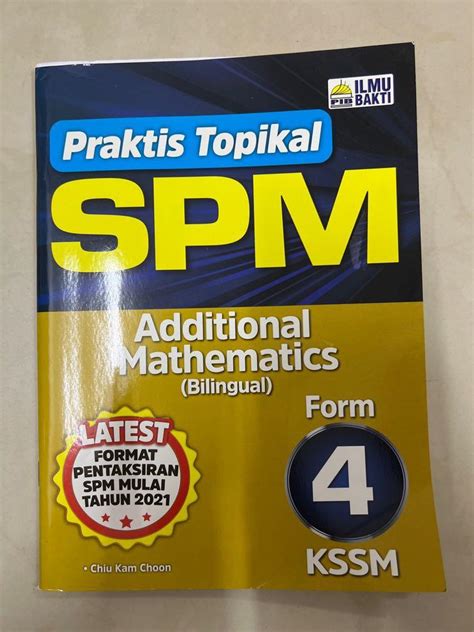 PIB
ILMU
BAKTI
Praktis Topikal
SPM
Additional
Mathematics
(Bilingual)
Form
4
KSSM
LATEST
FORMAT
PENTAKSIRAN
SPM MULAI
TAHUN 2021
• Chiu Kam Choon